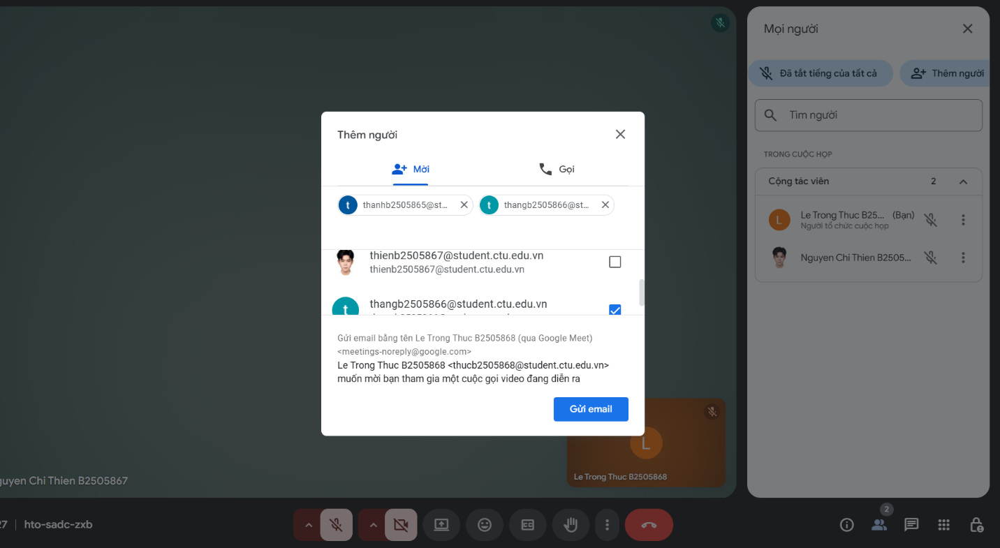 Mọi người
Đã tắt tiếng của tất cả
Thêm người
Tìm người
TRONG CUỘC HỌP
Cộng tác viên
2
L
Le Trong Thuc B25... (Bạn)
Người tổ chức cuộc họp
Nguyen Chi Thien B2505...
Thêm người
Mời
Gọi
t
thanhb2505865@st...
t
thangb2505866@st...
thienb2505867@student.ctu.edu.vn
thienb2505867@student.ctu.edu.vn
t
thangb2505866@student.ctu.edu.vn
Gửi email bằng tên Le Trong Thuc B2505868 (qua Google Meet)
<meetings-noreply@google.com>
Le Trong Thuc B2505868 <thucb2505868@student.ctu.edu.vn>
muốn mời bạn tham gia một cuộc gọi video đang diễn ra
Gửi email
L
Le Trong Thuc B2505868
guyen Chi Thien B2505867
27 | hto-sadc-zxb
CC
2